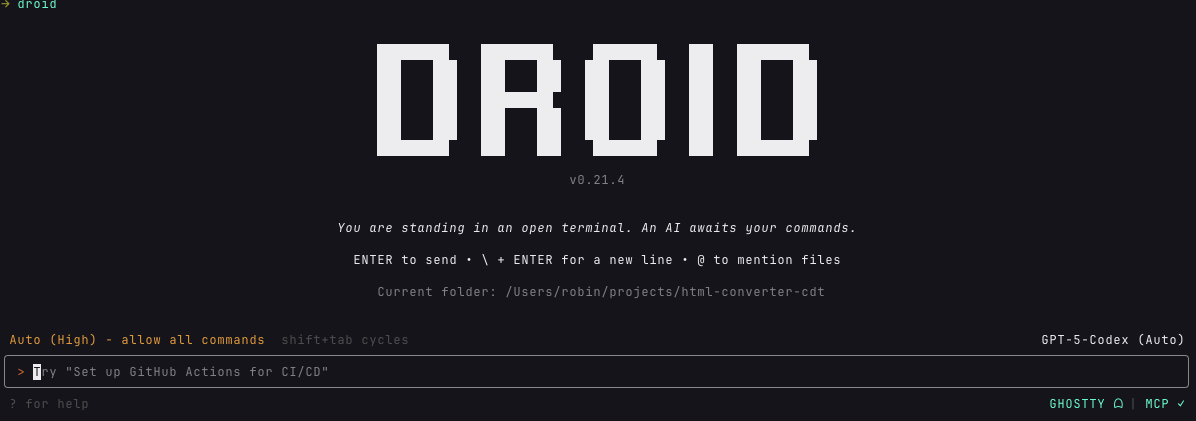 → droid
DROID
v0.21.4
You are standing in an open terminal. An AI awaits your commands.
ENTER to send • \ + ENTER for a new line • @ to mention files
Current folder: /Users/robin/projects/html-converter-cdt
Auto (High) - allow all commands  shift+tab cycles  GPT-5-Codex (Auto)
> Try "Set up GitHub Actions for CI/CD"
? for help  GHOSTTY | MCP ✓